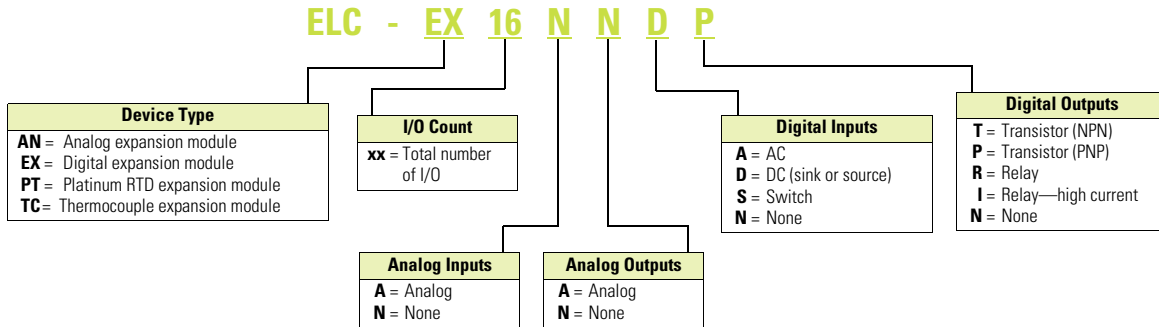 ELC - EX 16 N N D P
Device Type
AN = Analog expansion module
EX = Digital expansion module
PT = Platinum RTD expansion module
TC = Thermocouple expansion module
I/O Count
xx = Total number
of I/O
Analog Inputs
A = Analog
N = None
Analog Outputs
A = Analog
N = None
Digital Inputs
A = AC
D = DC (sink or source)
S = Switch
N = None
Digital Outputs
T = Transistor (NPN)
P = Transistor (PNP)
R = Relay
I = Relay—high current
N = None